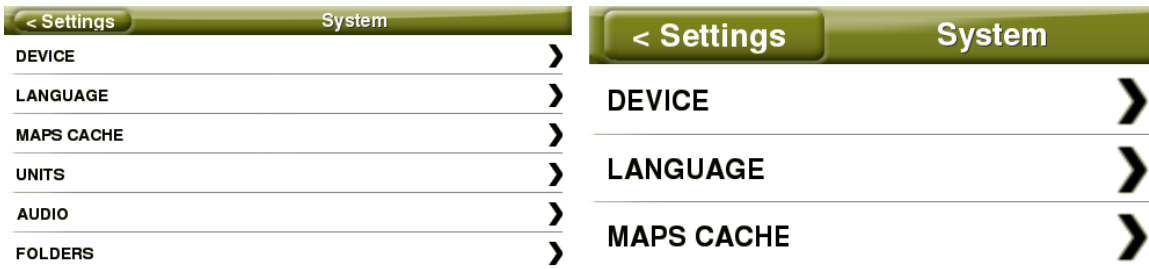 < Settings System
DEVICE
LANGUAGE
MAPS CACHE
UNITS
AUDIO
FOLDERS
< Settings System
DEVICE
LANGUAGE
MAPS CACHE